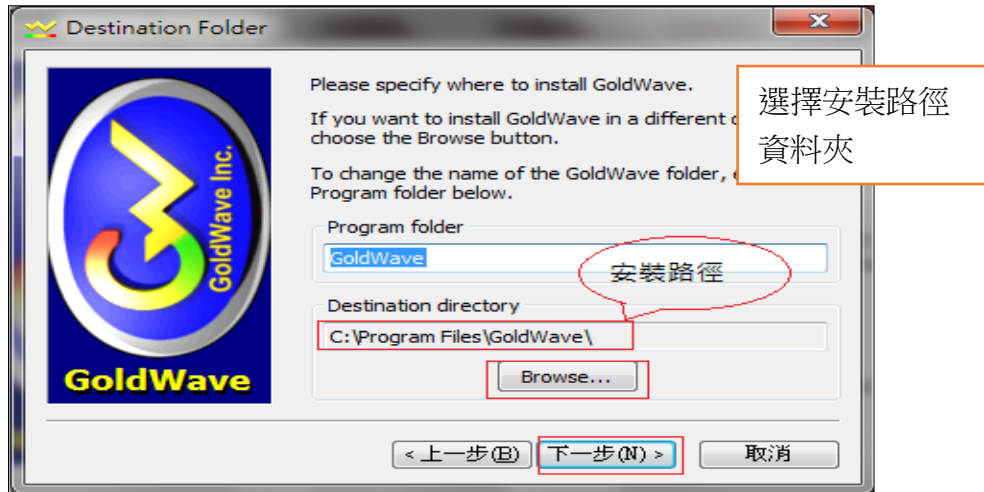 Destination Folder
Please specify where to install GoldWave.
If you want to install GoldWave in a different
choose the Browse button.
To change the name of the GoldWave folder,
Program folder below.
選擇安裝路徑
資料夾
GoldWave Inc.
GoldWave
Program folder
GoldWave
安裝路徑
Destination directory
C:\Program Files\GoldWave\
Browse...
<上一步(B)
下一步(N) >
取消